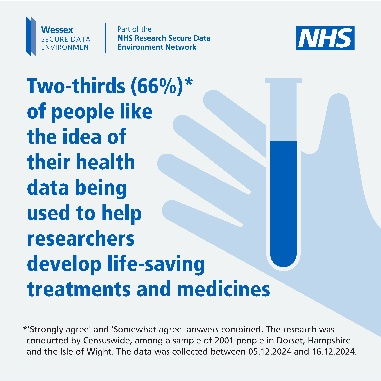 Wessex
SECURE DATA
ENVIRONMENT
Part of the
NHS Research Secure Data
Environment Network
NHS
Two-thirds (66%)*
of people like
the idea of
their health
data being
used to help
researchers
develop life-saving
treatments and medicines
*'Strongly agree' and 'Somewhat agree' answers combined. The research was
conducted by Censuswide, among a sample of 2001 people in Dorset, Hampshire
and the Isle of Wight. The data was collected between 05.12.2024 and 16.12.2024.